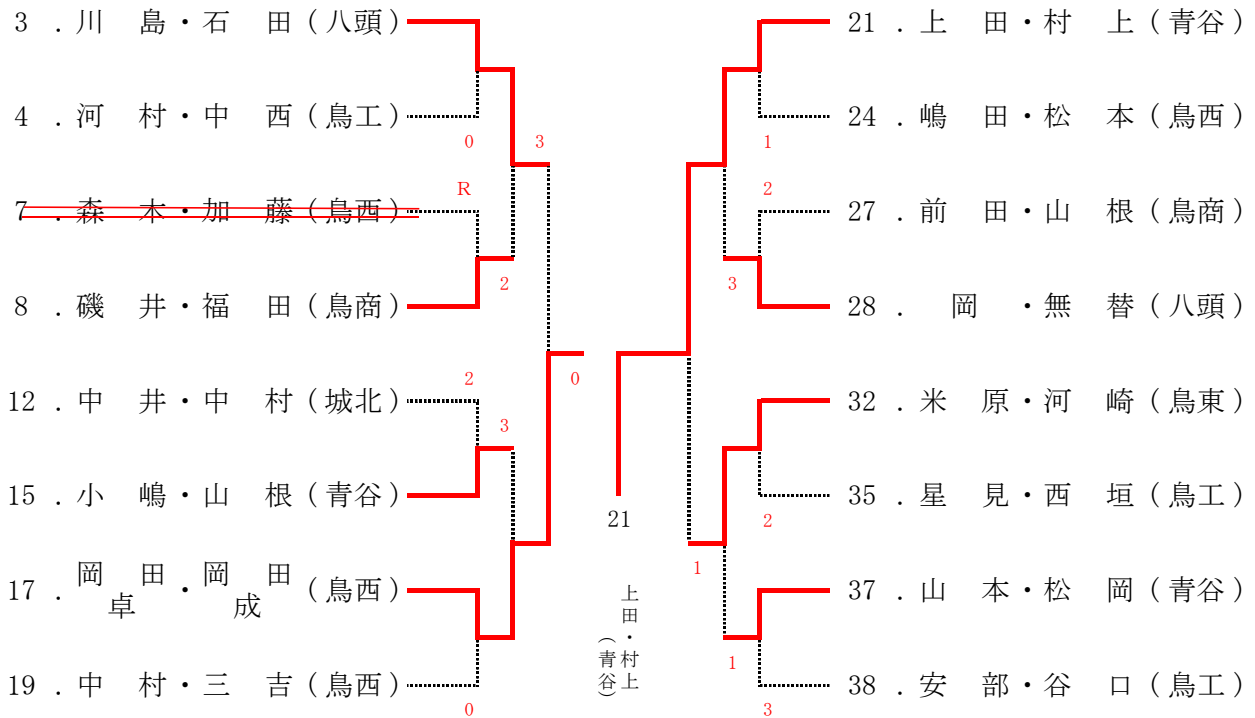 3 ．川　島・石　田（八頭）
4 ．河　村・中　西（鳥工）
0
3
R
7 ．森　本・加　藤（鳥西）
2
8 ．磯　井・福　田（鳥商）
2
0
12 ．中　井・中　村（城北）
3
15 ．小　嶋・山　根（青谷）
17 ．岡　田・岡　田（鳥西）
卓　　成
19 ．中　村・三　吉（鳥西）
0
21 ．上　田・村　上（青谷）
24 ．嶋　田・松　本（鳥西）
1
2
27 ．前　田・山　根（鳥商）
3
28 ．　岡　・無　替（八頭）
32 ．米　原・河　崎（鳥東）
35 ．星　見・西　垣（鳥工）
2
1
37 ．山　本・松　岡（青谷）
1
38 ．安　部・谷　口（鳥工）
3
21
上田・村上
（青谷）